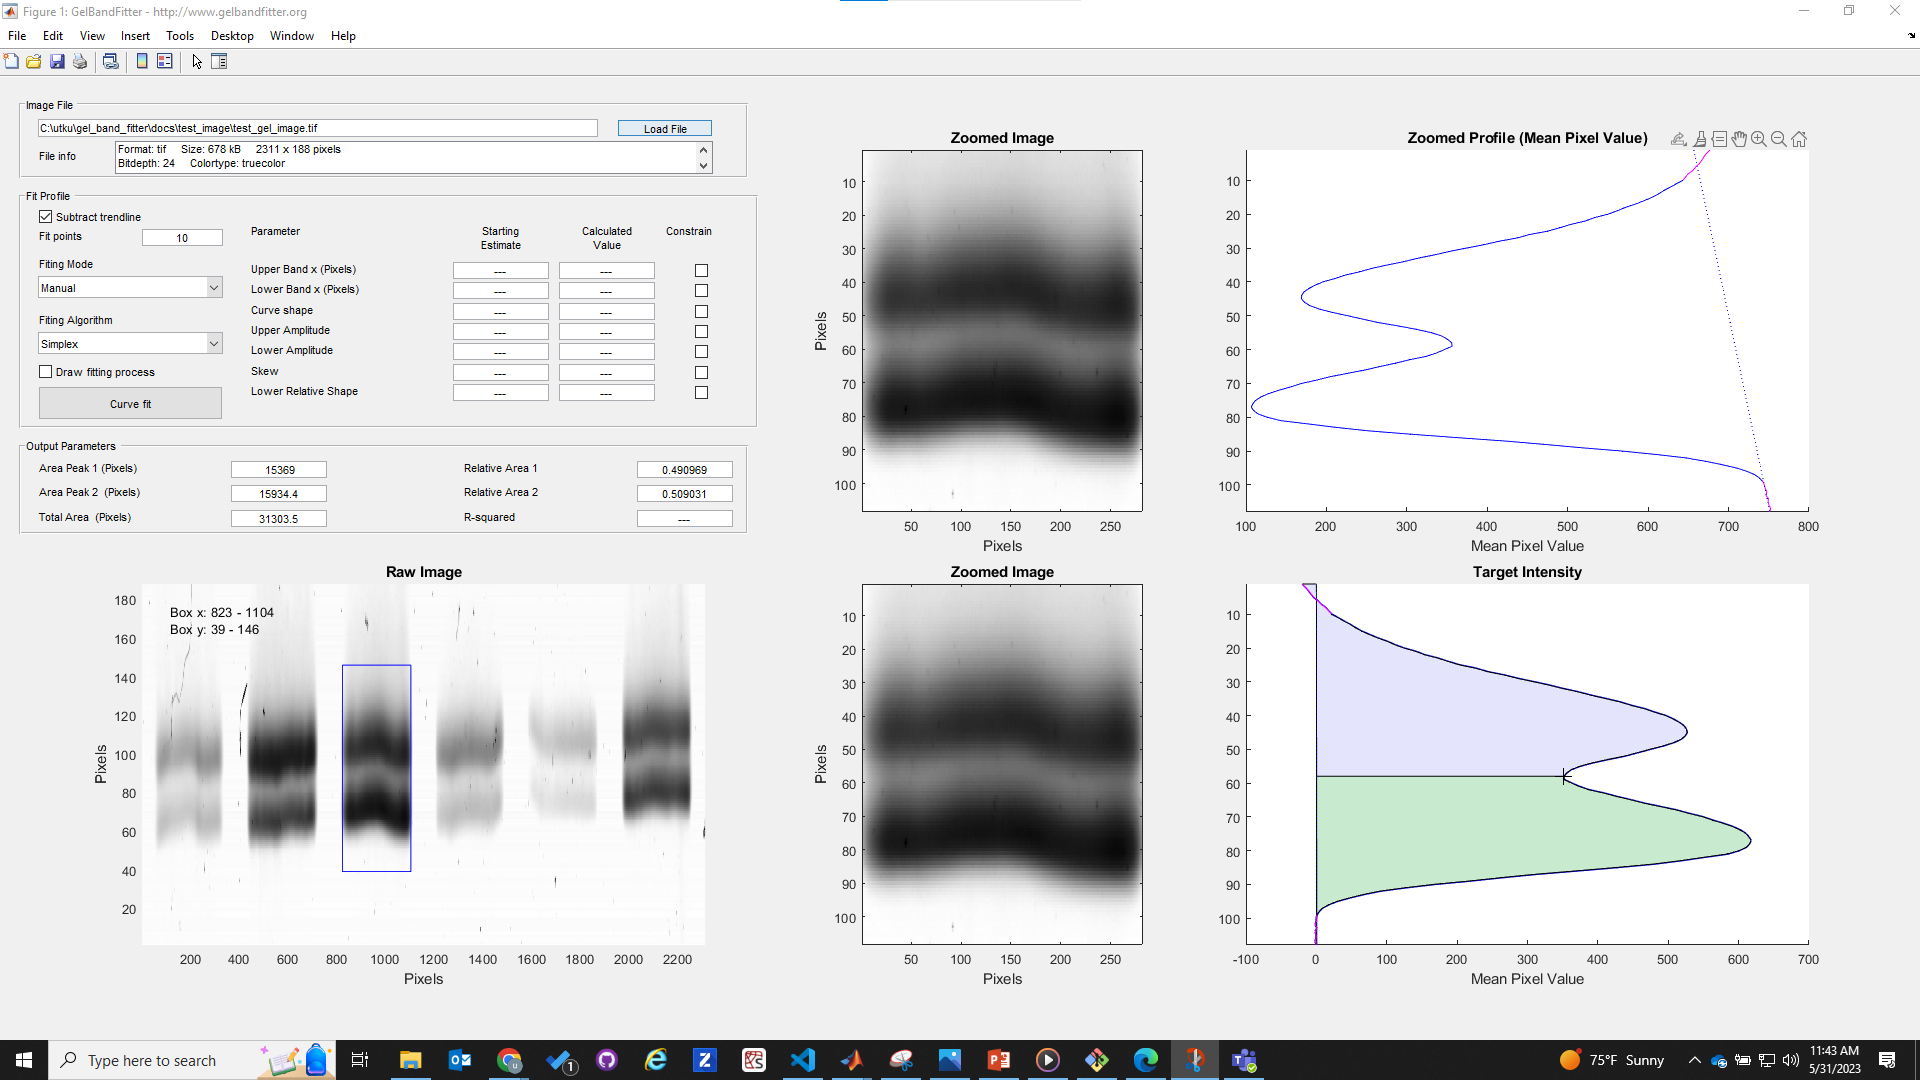 Figure 1: GelBandFitter - http://www.gelbandfitter.org
File Edit View Insert Tools Desktop Window Help
Image File
C:\utku\gel_band_fitter\docs\test_image\test_gel_image.tif
Load File
File info
Format: tif Size: 678 kB 2311 x 188 pixels
Bitdepth: 24 Colortype: truecolor
Fit Profile
Subtract trendline
Fit points 10
Fiting Mode
Manual
Fiting Algorithm
Simplex
Draw fitting process
Curve fit
Parameter Starting Estimate Calculated Value Constrain
Upper Band x (Pixels) --- ---
Lower Band x (Pixels) --- ---
Curve shape --- ---
Upper Amplitude --- ---
Lower Amplitude --- ---
Skew --- ---
Lower Relative Shape --- ---
Output Parameters
Area Peak 1 (Pixels) 15369 Relative Area 1 0.490969
Area Peak 2 (Pixels) 15934.4 Relative Area 2 0.509031
Total Area (Pixels) 31303.5 R-squared ---
Zoomed Image
10
20
30
40
50
60
70
80
90
100
Pixels
50 100 150 200 250
Pixels
Zoomed Profile (Mean Pixel Value)
10
20
30
40
50
60
70
80
90
100
100 200 300 400 500 600 700 800
Mean Pixel Value
Raw Image
Box x: 823 - 1104
Box y: 39 - 146
180
160
140
120
100
80
60
40
20
Pixels
200 400 600 800 1000 1200 1400 1600 1800 2000 2200
Pixels
Zoomed Image
10
20
30
40
50
60
70
80
90
100
Pixels
50 100 150 200 250
Pixels
Target Intensity
10
20
30
40
50
60
70
80
90
100
-100 0 100 200 300 400 500 600 700
Mean Pixel Value
Type here to search
1
75°F Sunny
11:43 AM
5/31/2023